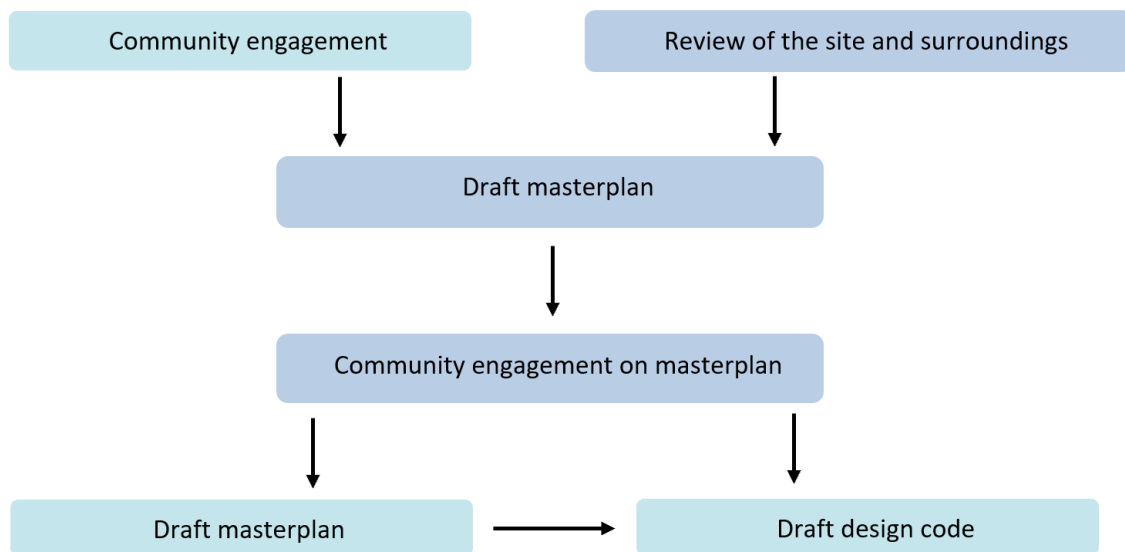 Community engagement
Review of the site and surroundings
Draft masterplan
Community engagement on masterplan
Draft masterplan
Draft design code